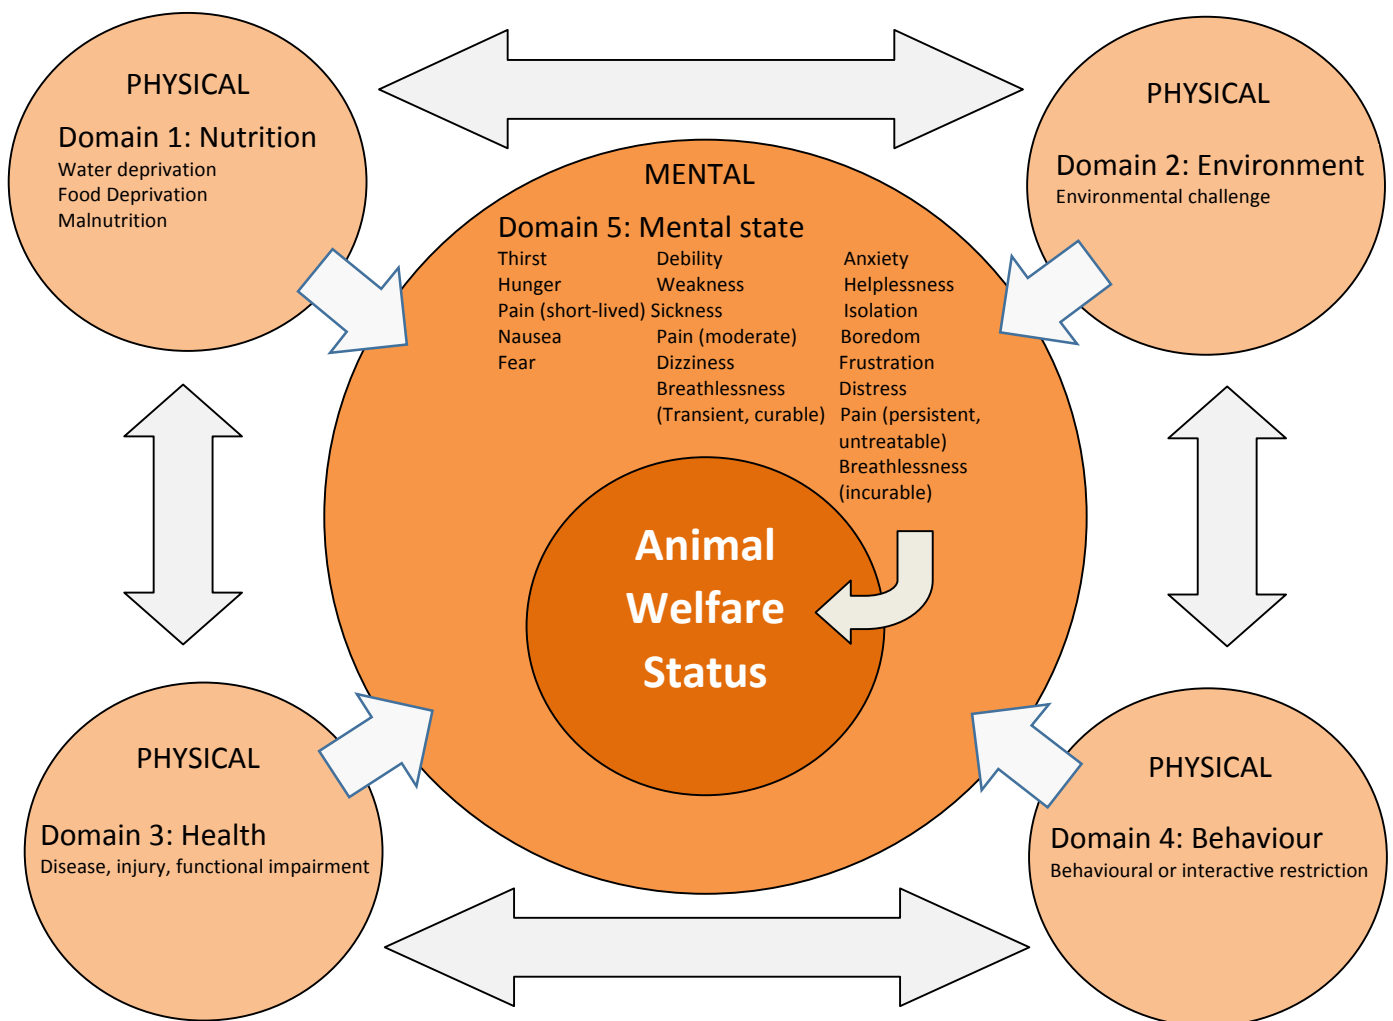 PHYSICAL
Domain 1: Nutrition
Water deprivation
Food Deprivation
Malnutrition
PHYSICAL
Domain 2: Environment
Environmental challenge
MENTAL
Domain 5: Mental state
Thirst
Hunger
Pain (short-lived)
Nausea
Fear
Debility
Weakness
Sickness
Pain (moderate)
Dizziness
Breathlessness
(Transient, curable)
Anxiety
Helplessness
Isolation
Boredom
Frustration
Distress
Pain (persistent,
untreatable)
Breathlessness
(incurable)
Animal
Welfare
Status
PHYSICAL
Domain 3: Health
Disease, injury, functional impairment
PHYSICAL
Domain 4: Behaviour
Behavioural or interactive restriction